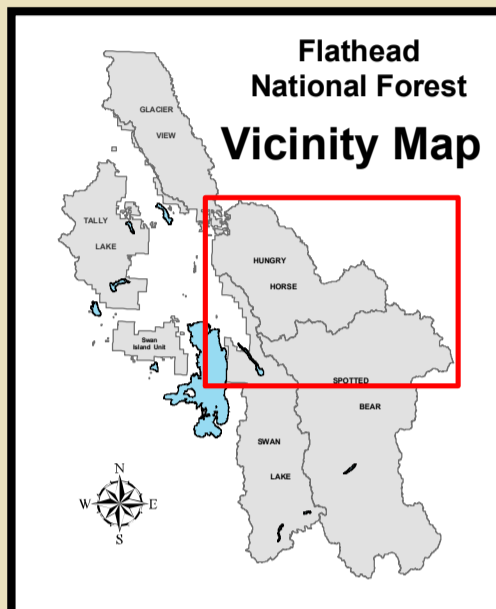 Flathead
National Forest
Vicinity Map
GLACIER
VIEW
TALLY
LAKE
HUNGRY
HORSE
Swan
Island Unit
SPOTTED
BEAR
SWAN
LAKE
N
W E
S